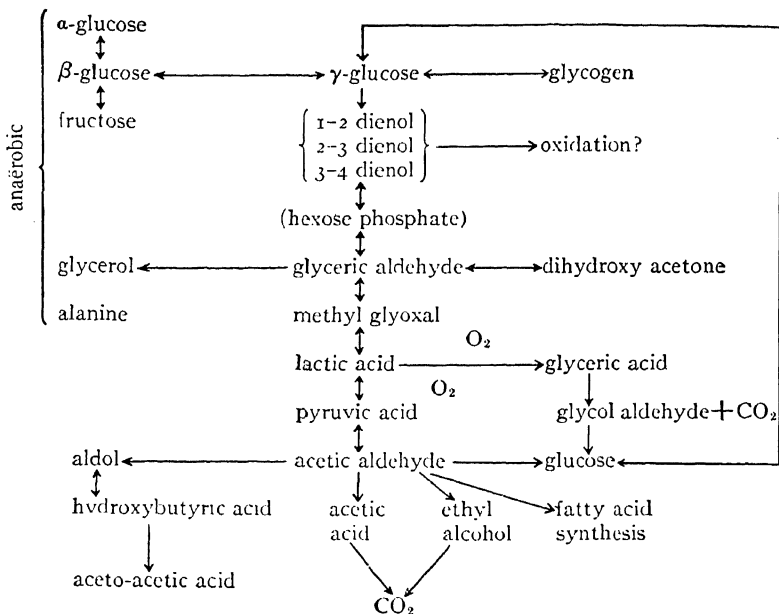 anaërobic
α-glucose
β-glucose γ-glucose glycogen
fructose
1-2 dienol
2-3 dienol oxidation?
3-4 dienol
(hexose phosphate)
glycerol glyceric aldehyde dihydroxy acetone
alanine methyl glyoxal
O₂
lactic acid glyceric acid
O₂
pyruvic acid glycol aldehyde + CO₂
aldol acetic aldehyde glucose
hydroxybutyric acid acetic ethyl fatty acid
acid alcohol synthesis
aceto-acetic acid
CO₂